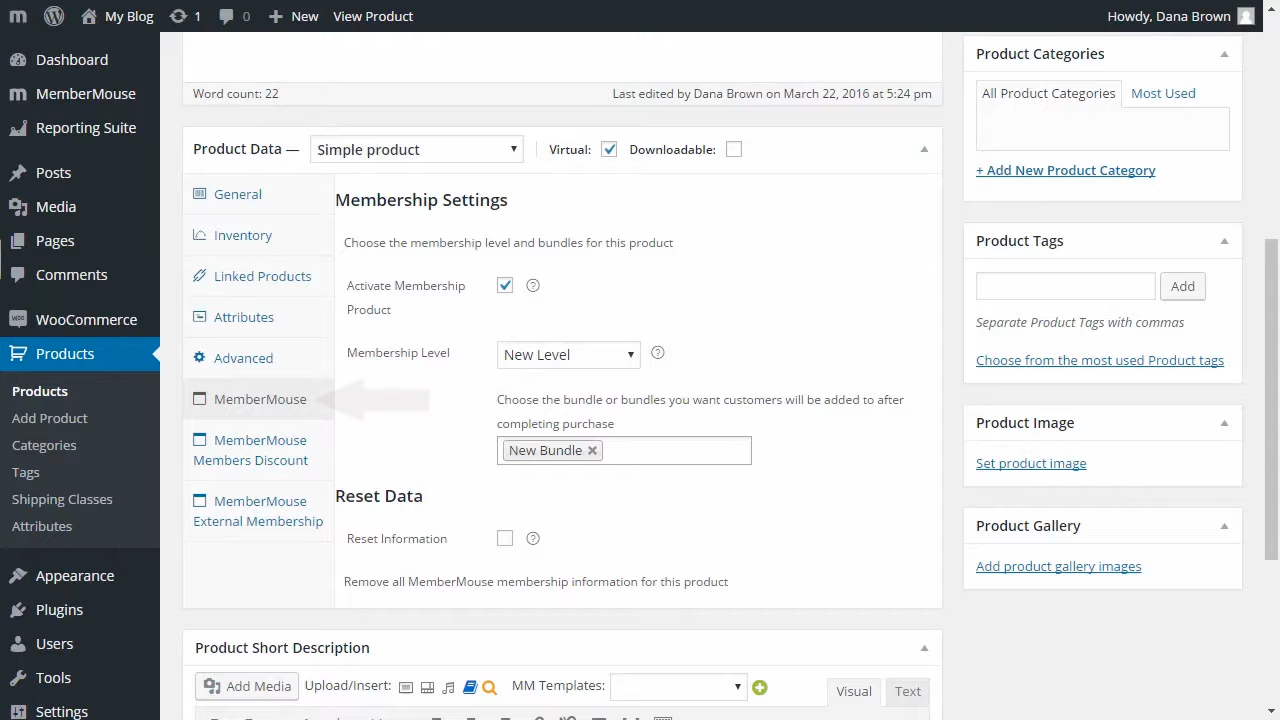 My Blog
1
0
New
View Product
Howdy, Dana Brown
Dashboard
MemberMouse
Reporting Suite
Posts
Media
Pages
Comments
WooCommerce
Products
Products
Add Product
Categories
Tags
Shipping Classes
Attributes
Appearance
Plugins
Users
Tools
Settings
Word count: 22
Last edited by Dana Brown on March 22, 2016 at 5:24 pm
Product Data — Simple product Virtual: Downloadable:
General
Inventory
Linked Products
Attributes
Advanced
MemberMouse
MemberMouse
Members Discount
MemberMouse
External Membership
Membership Settings
Choose the membership level and bundles for this product
Activate Membership
Product
Membership Level
New Level
Choose the bundle or bundles you want customers will be added to after
completing purchase
New Bundle
Reset Data
Reset Information
Remove all MemberMouse membership information for this product
Product Short Description
Add Media
Upload/Insert:
MM Templates:
Visual
Text
Product Categories
All Product Categories
Most Used
+ Add New Product Category
Product Tags
Add
Separate Product Tags with commas
Choose from the most used Product tags
Product Image
Set product image
Product Gallery
Add product gallery images